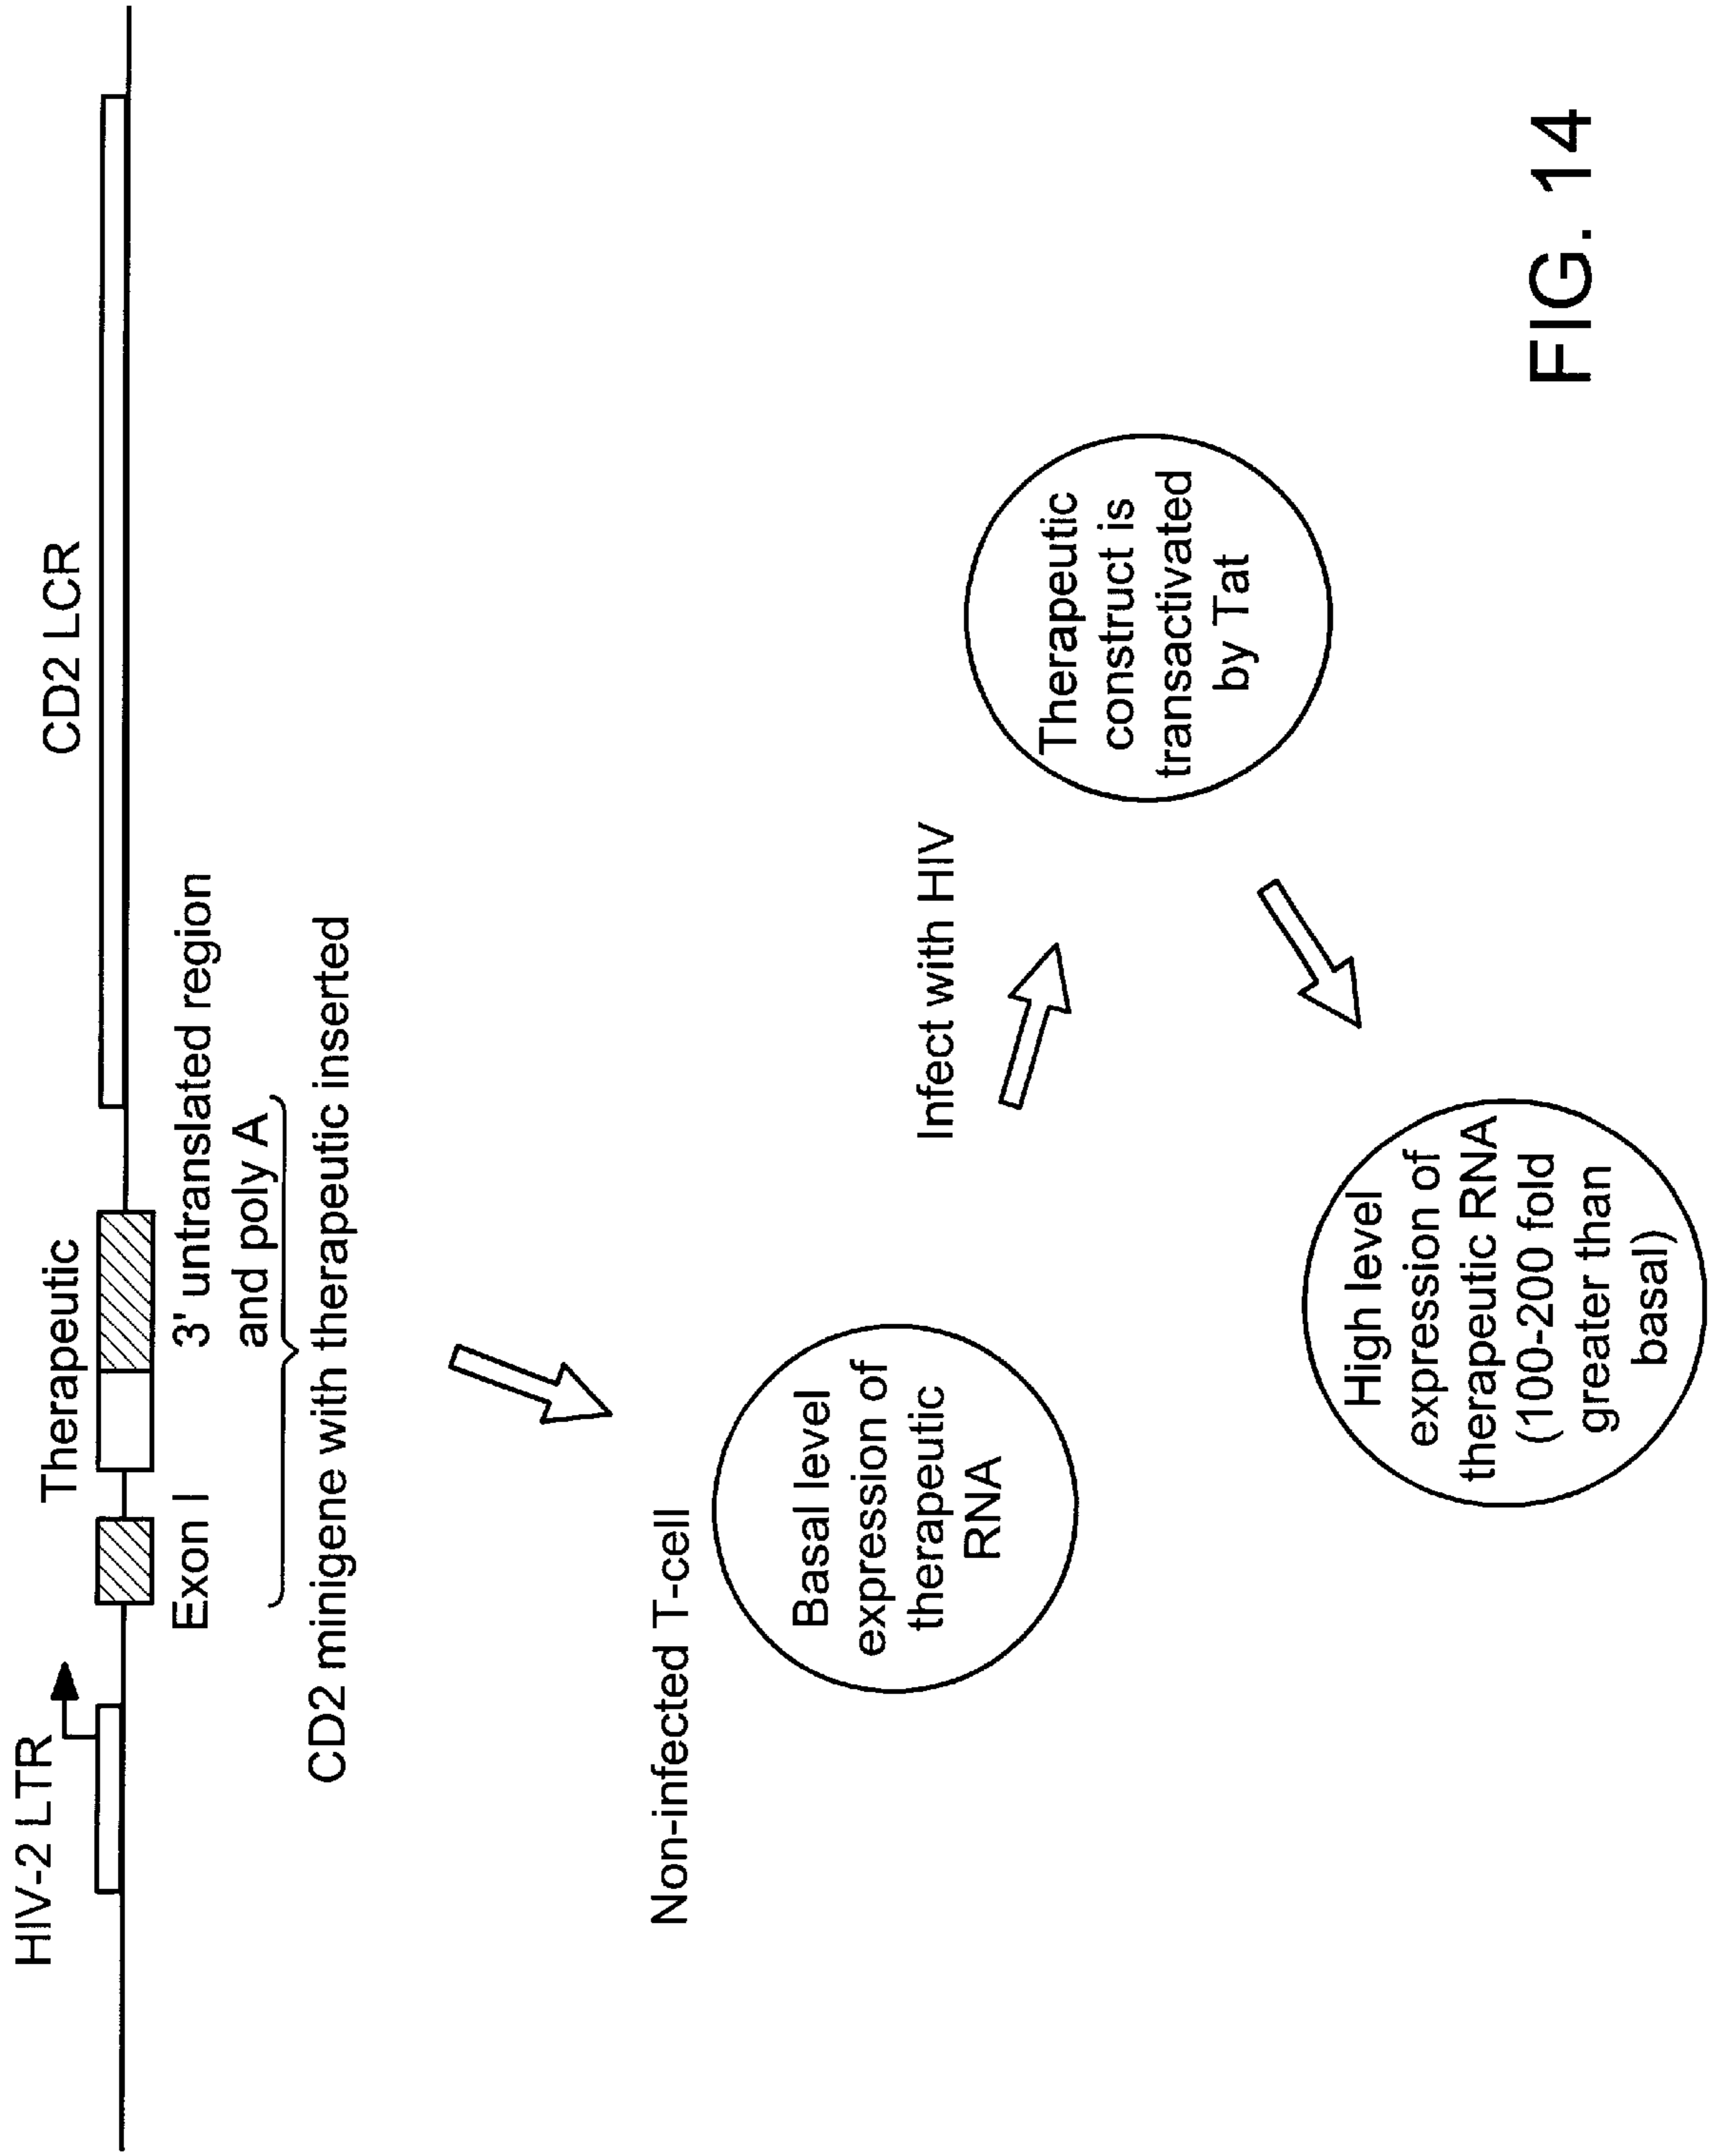 HIV-2 LTR
Therapeutic
CD2 LCR
Exon I
3' untranslated region
and poly A
CD2 minigene with therapeutic inserted
Non-infected T-cell
Basal level
expression of
therapeutic
RNA
Infect with HIV
Therapeutic
construct is
transactivated
by Tat
High level
expression of
therapeutic RNA
(100-200 fold
greater than
basal)
FIG. 14